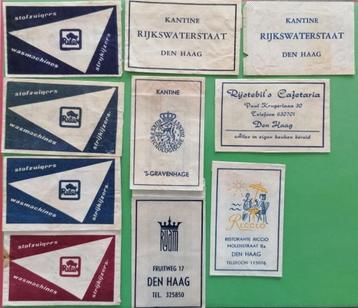 stofzuigers
wasmachines
strijkijzers
KANTINE
RIJKSWATERSTAAT
DEN HAAG
KANTINE
RIJKSWATERSTAAT
DEN HAAG
stofzuigers
wasmachines
strijkijzers
KANTINE
'S-GRAVENHAGE
Rijstebil's Cafetaria
Paul Krugerlaan 30
Telefoon 630701
Den Haag
Alles in eigen keuken bereid
stofzuigers
wasmachines
strijkijzers
FRUITWEG 17
DEN HAAG
TEL. 325850
RICCIO
RISTORANTE RICCIO
MOLENSTRAAT 8a
DEN HAAG
TELEFOON 115006
stofzuigers
wasmachines
strijkijzers